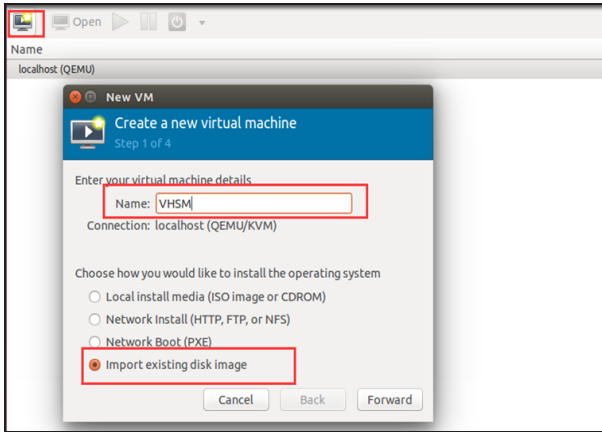 Open
Name
localhost (QEMU)
New VM
Create a new virtual machine
Step 1 of 4
Enter your virtual machine details
Name: VHSM
Connection: localhost (QEMU/KVM)
Choose how you would like to install the operating system
Local install media (ISO image or CDROM)
Network Install (HTTP, FTP, or NFS)
Network Boot (PXE)
Import existing disk image
Cancel Back Forward